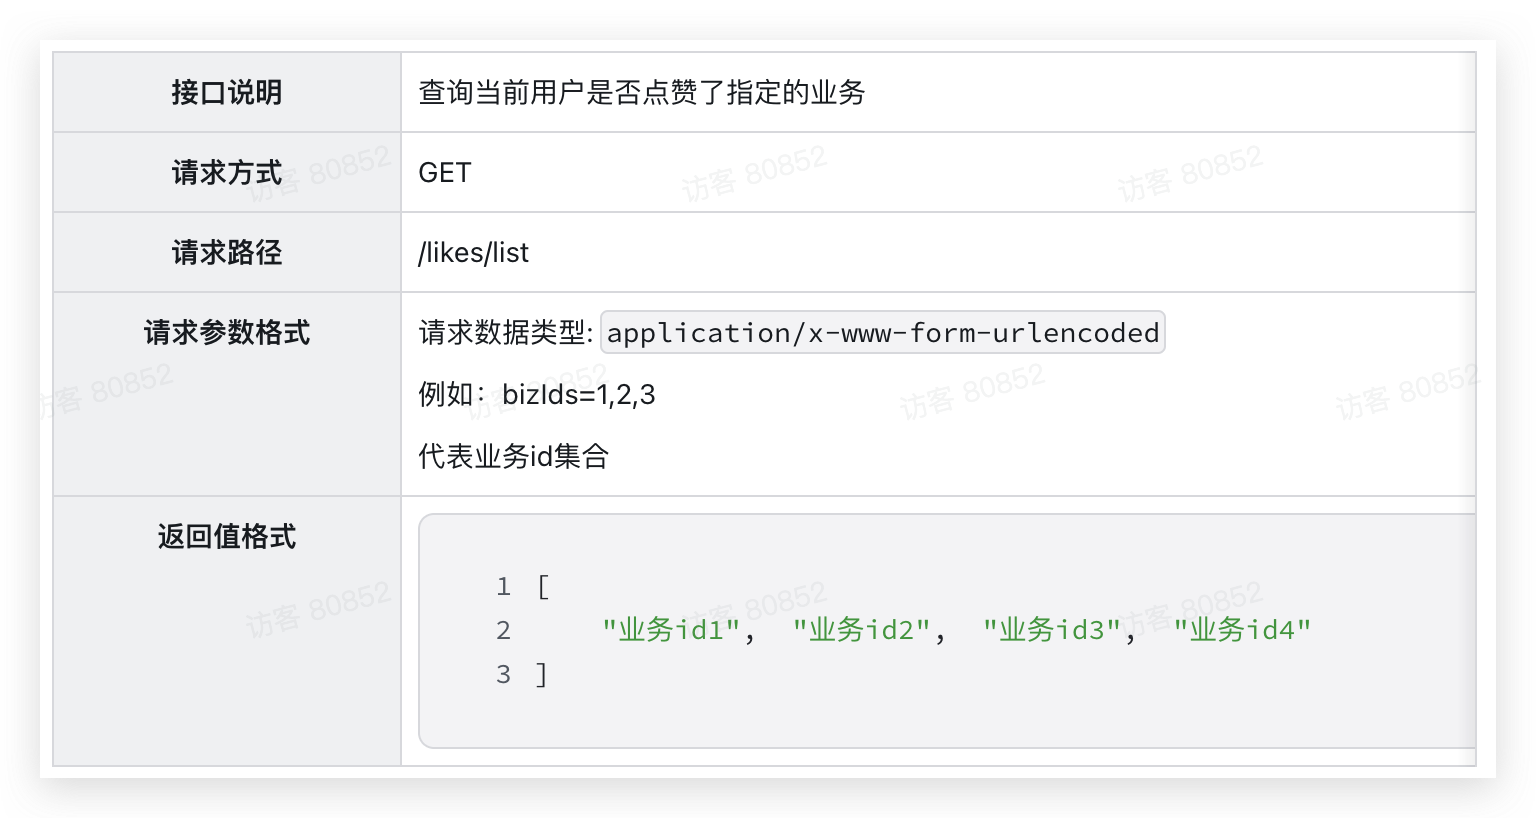 接口说明
查询当前用户是否点赞了指定的业务
请求方式
GET
请求路径
/likes/list
请求参数格式
请求数据类型: application/x-www-form-urlencoded
例如：bizIds=1,2,3
代表业务id集合
返回值格式
1 [
2 "业务id1", "业务id2", "业务id3", "业务id4"
3 ]
访客 80852
访客 80852
访客 80852
访客 80852
访客 80852
访客 80852
访客 80852
访客 80852
访客 80852
访客 80852